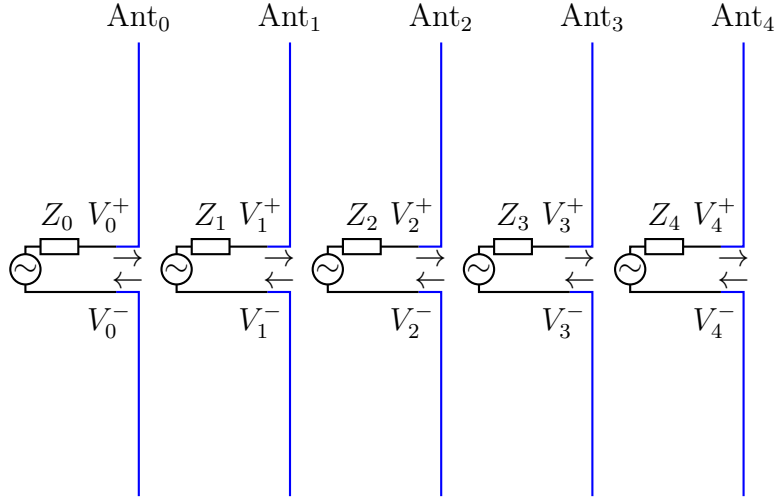 Ant₀ Ant₁ Ant₂ Ant₃ Ant₄
Z₀ V₀⁺ Z₁ V₁⁺ Z₂ V₂⁺ Z₃ V₃⁺ Z₄ V₄⁺
V₀⁻ V₁⁻ V₂⁻ V₃⁻ V₄⁻